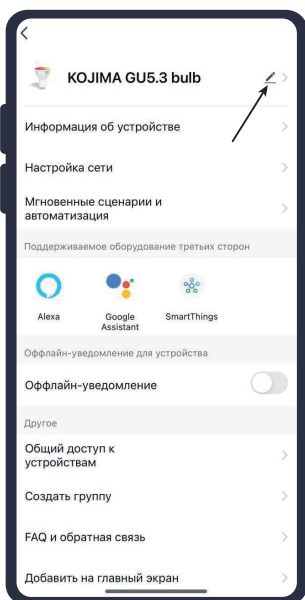 KOJIMA GU5.3 bulb
Информация об устройстве
Настройка сети
Мгновенные сценарии и
автоматизация
Поддерживаемое оборудование третьих сторон
Alexa
Google
Assistant
SmartThings
Оффлайн-уведомление для устройства
Оффлайн-уведомление
Другое
Общий доступ к
устройствам
Создать группу
FAQ и обратная связь
Добавить на главный экран